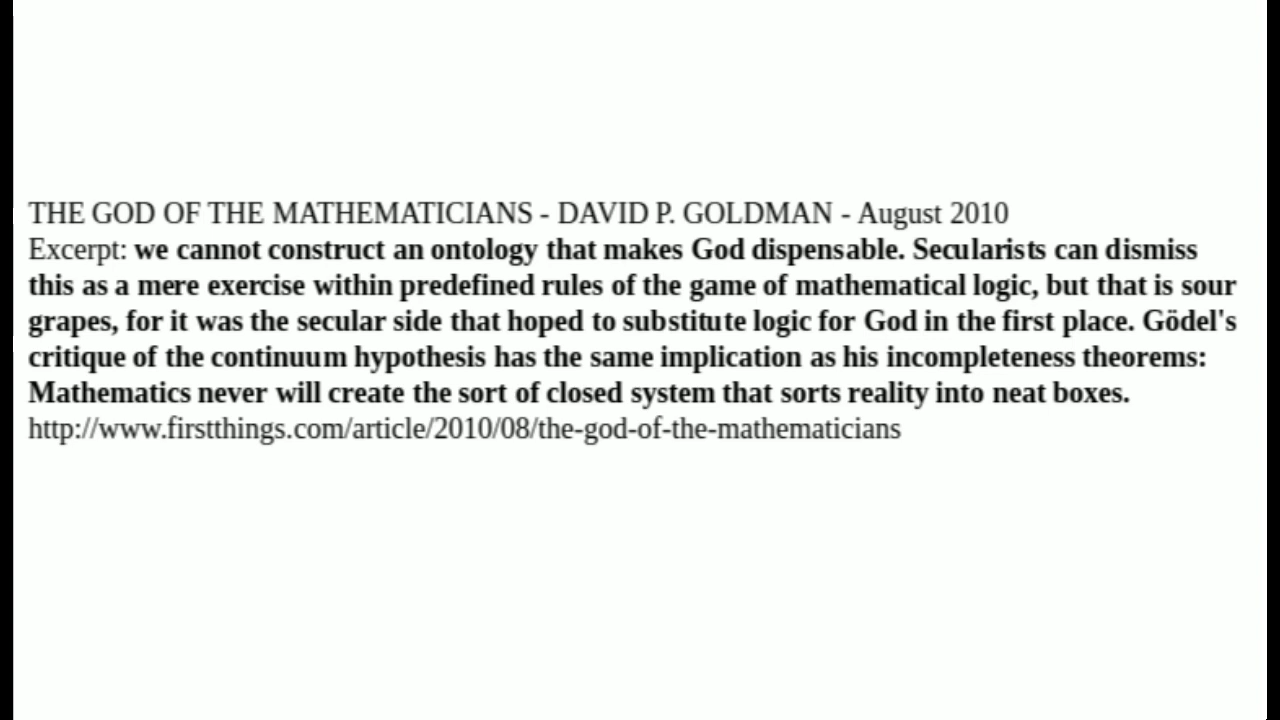 THE GOD OF THE MATHEMATICIANS - DAVID P. GOLDMAN - August 2010
Excerpt: we cannot construct an ontology that makes God dispensable. Secularists can dismiss
this as a mere exercise within predefined rules of the game of mathematical logic, but that is sour
grapes, for it was the secular side that hoped to substitute logic for God in the first place. Gödel's
critique of the continuum hypothesis has the same implication as his incompleteness theorems:
Mathematics never will create the sort of closed system that sorts reality into neat boxes.
http://www.firstthings.com/article/2010/08/the-god-of-the-mathematicians